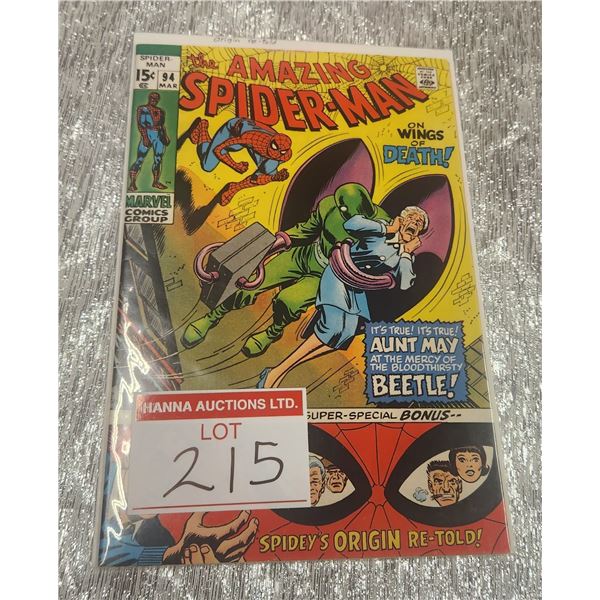 SPIDER-
MAN
15¢ 94
CC MAR
MARVEL
COMICS
GROUP
the AMAZING
SPIDER-MAN
ON
WINGS
OF
DEATH!
IT'S TRUE! IT'S TRUE!
AUNT MAY
AT THE MERCY OF
THE BLOODTHIRSTY
BEETLE!
HANNA AUCTIONS LTD.
LOT
215
SUPER-SPECIAL BONUS--
SPIDEY'S ORIGIN RE-TOLD!